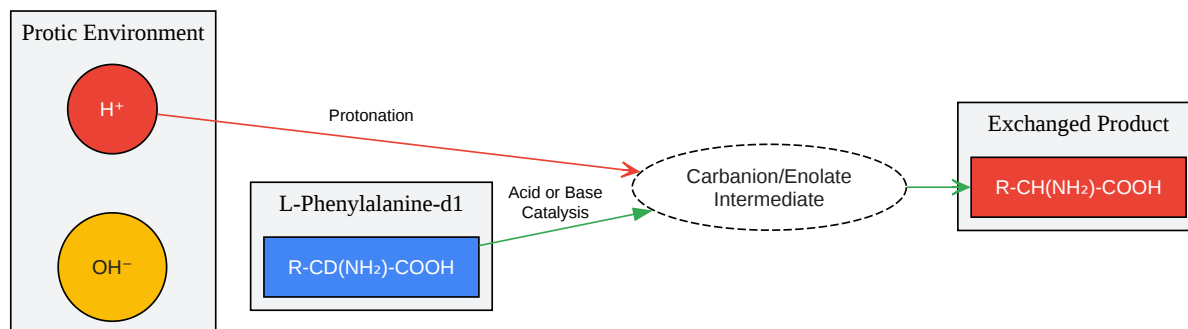 Protic Environment
H⁺
OH⁻
Protonation
L-Phenylalanine-d1
R-CD(NH₂)-COOH
Acid or Base
Catalysis
Carbanion/Enolate
Intermediate
Exchanged Product
R-CH(NH₂)-COOH